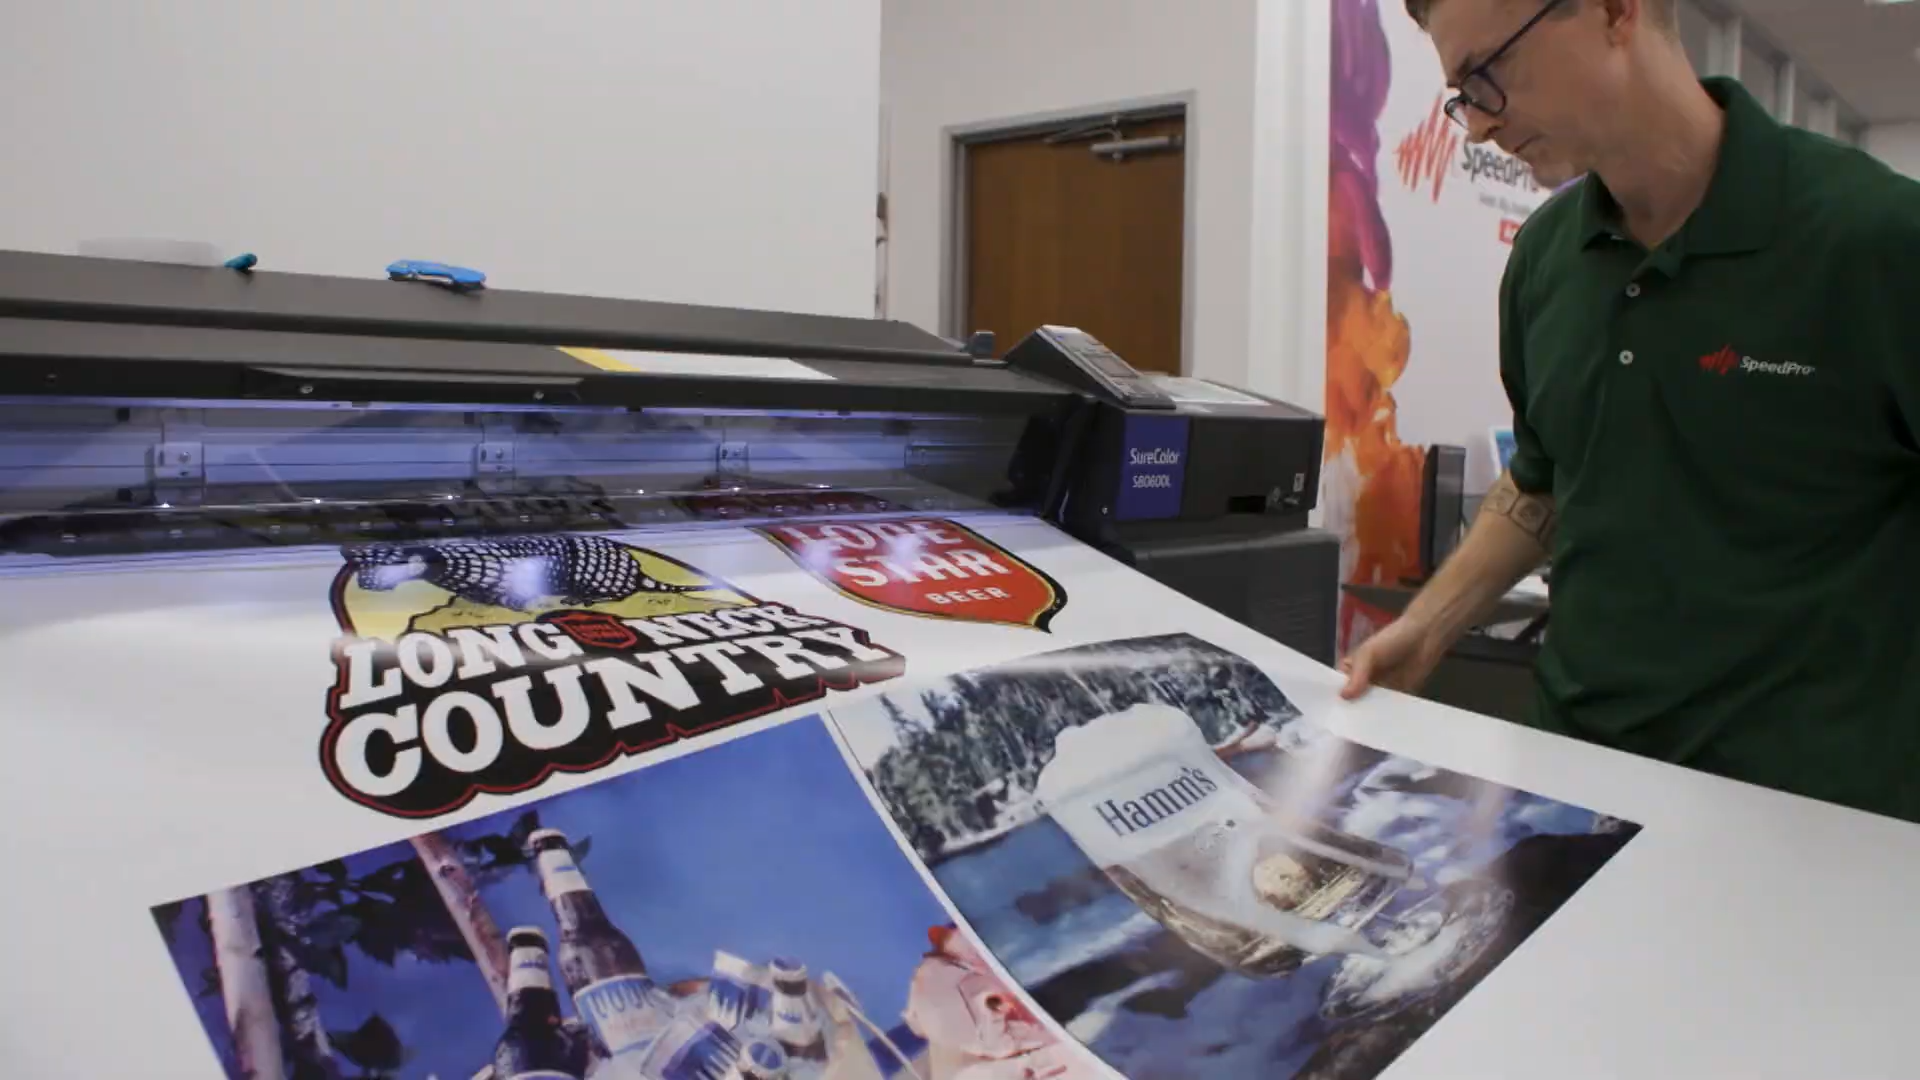 SpeedPro
SpeedPro
SureColor
S80600L
LONE
STAR
BEER
LONG NECK
COUNTRY
Hamm's